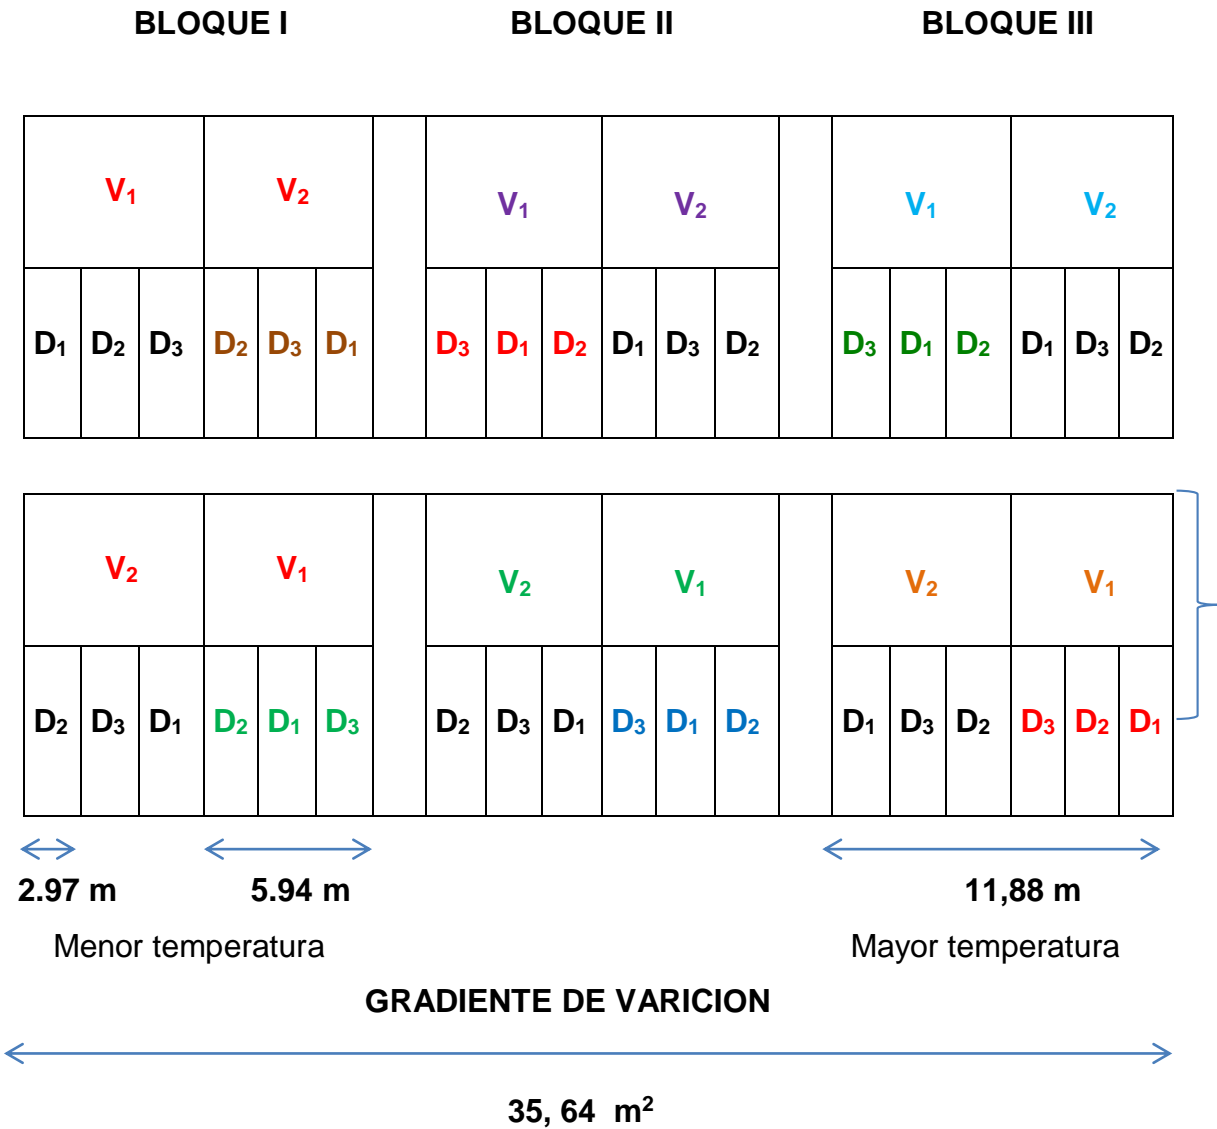 BLOQUE I BLOQUE II BLOQUE III
V₁ V₂ V₁ V₂ V₁ V₂
D₁ D₂ D₃ D₂ D₃ D₁ D₃ D₁ D₂ D₁ D₃ D₂ D₃ D₁ D₂ D₁ D₃ D₂
V₂ V₁ V₂ V₁ V₂ V₁
D₂ D₃ D₁ D₂ D₁ D₃ D₂ D₃ D₁ D₃ D₁ D₂ D₁ D₃ D₂ D₃ D₂ D₁
2.97 m 5.94 m 11,88 m
Menor temperatura Mayor temperatura
GRADIENTE DE VARICION
35, 64 m²